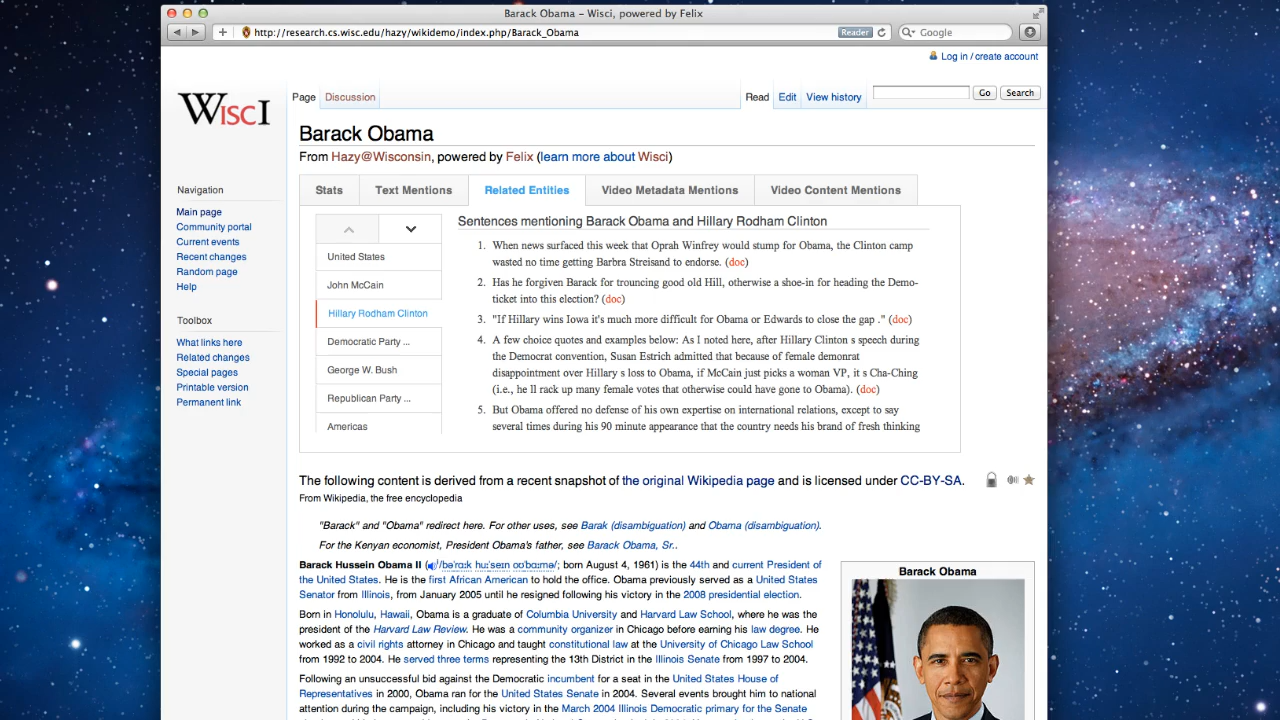 Barack Obama – Wisci, powered by Felix
http://research.cs.wisc.edu/hazy/wikidemo/index.php/Barack_Obama
Reader
Google
Log in / create account
WISCI
Page
Discussion
Read
Edit
View history
Go
Search
Barack Obama
From Hazy@Wisconsin, powered by Felix (learn more about Wisci)
Stats
Text Mentions
Related Entities
Video Metadata Mentions
Video Content Mentions
Navigation
Main page
Community portal
Current events
Recent changes
Random page
Help
Toolbox
What links here
Related changes
Special pages
Printable version
Permanent link
United States
John McCain
Hillary Rodham Clinton
Democratic Party ...
George W. Bush
Republican Party ...
Americas
Sentences mentioning Barack Obama and Hillary Rodham Clinton
1. When news surfaced this week that Oprah Winfrey would stump for Obama, the Clinton camp
wasted no time getting Barbra Streisand to endorse. (doc)
2. Has he forgiven Barack for trouncing good old Hill, otherwise a shoe-in for heading the Demo-
ticket into this election? (doc)
3. "If Hillary wins Iowa it's much more difficult for Obama or Edwards to close the gap ." (doc)
4. A few choice quotes and examples below: As I noted here, after Hillary Clinton s speech during
the Democrat convention, Susan Estrich admitted that because of female demonrat
disappointment over Hillary s loss to Obama, if McCain just picks a woman VP, it s Cha-Ching
(i.e., he ll rack up many female votes that otherwise could have gone to Obama). (doc)
5. But Obama offered no defense of his own expertise on international relations, except to say
several times during his 90 minute appearance that the country needs his brand of fresh thinking
The following content is derived from a recent snapshot of the original Wikipedia page and is licensed under CC-BY-SA.
From Wikipedia, the free encyclopedia
"Barack" and "Obama" redirect here. For other uses, see Barak (disambiguation) and Obama (disambiguation).
For the Kenyan economist, President Obama's father, see Barack Obama, Sr..
Barack Hussein Obama II (/bəˈrɑːk huːˈseɪn oʊˈbɑːmə/; born August 4, 1961) is the 44th and current President of
the United States. He is the first African American to hold the office. Obama previously served as a United States
Senator from Illinois, from January 2005 until he resigned following his victory in the 2008 presidential election.
Born in Honolulu, Hawaii, Obama is a graduate of Columbia University and Harvard Law School, where he was the
president of the Harvard Law Review. He was a community organizer in Chicago before earning his law degree. He
worked as a civil rights attorney in Chicago and taught constitutional law at the University of Chicago Law School
from 1992 to 2004. He served three terms representing the 13th District in the Illinois Senate from 1997 to 2004.
Following an unsuccessful bid against the Democratic incumbent for a seat in the United States House of
Representatives in 2000, Obama ran for the United States Senate in 2004. Several events brought him to national
attention during the campaign, including his victory in the March 2004 Illinois Democratic primary for the Senate
Barack Obama